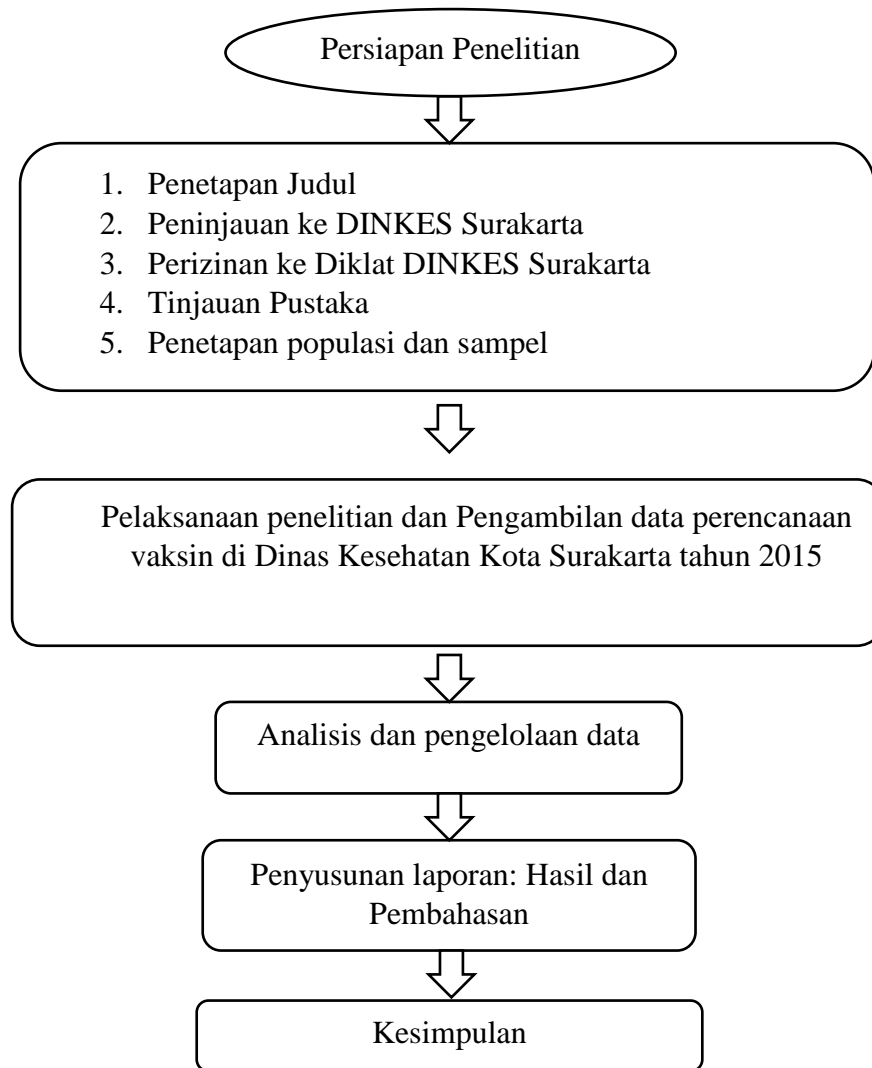 Persiapan Penelitian
1. Penetapan Judul
2. Peninjauan ke DINKES Surakarta
3. Perizinan ke Diklat DINKES Surakarta
4. Tinjauan Pustaka
5. Penetapan populasi dan sampel
Pelaksanaan penelitian dan Pengambilan data perencanaan
vaksin di Dinas Kesehatan Kota Surakarta tahun 2015
Analisis dan pengelolaan data
Penyusunan laporan: Hasil dan
Pembahasan
Kesimpulan